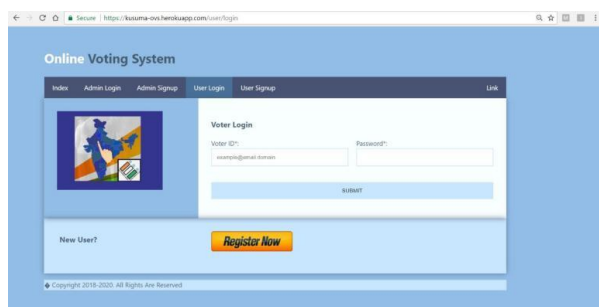 Secure https://kusuma-ovs.herokuapp.com/user/login
Online Voting System
Index Admin Login Admin Signup User Login User Signup Link
Voter Login
Voter ID*: Password*:
example@email.domain
SUBMIT
New User? Register Now
� Copyright 2018-2020. All Rights Are Reserved